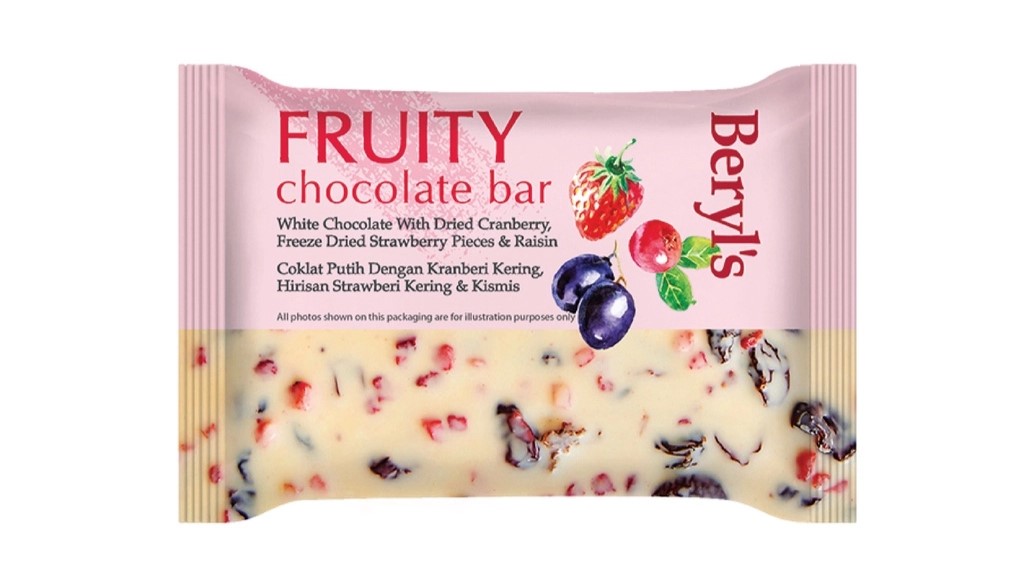 FRUITY
chocolate bar
White Chocolate With Dried Cranberry,
Freeze Dried Strawberry Pieces & Raisin
Coklat Putih Dengan Kranberi Kering,
Hirisan Strawberi Kering & Kismis
All photos shown on this packaging are for illustration purposes only
Beryl's